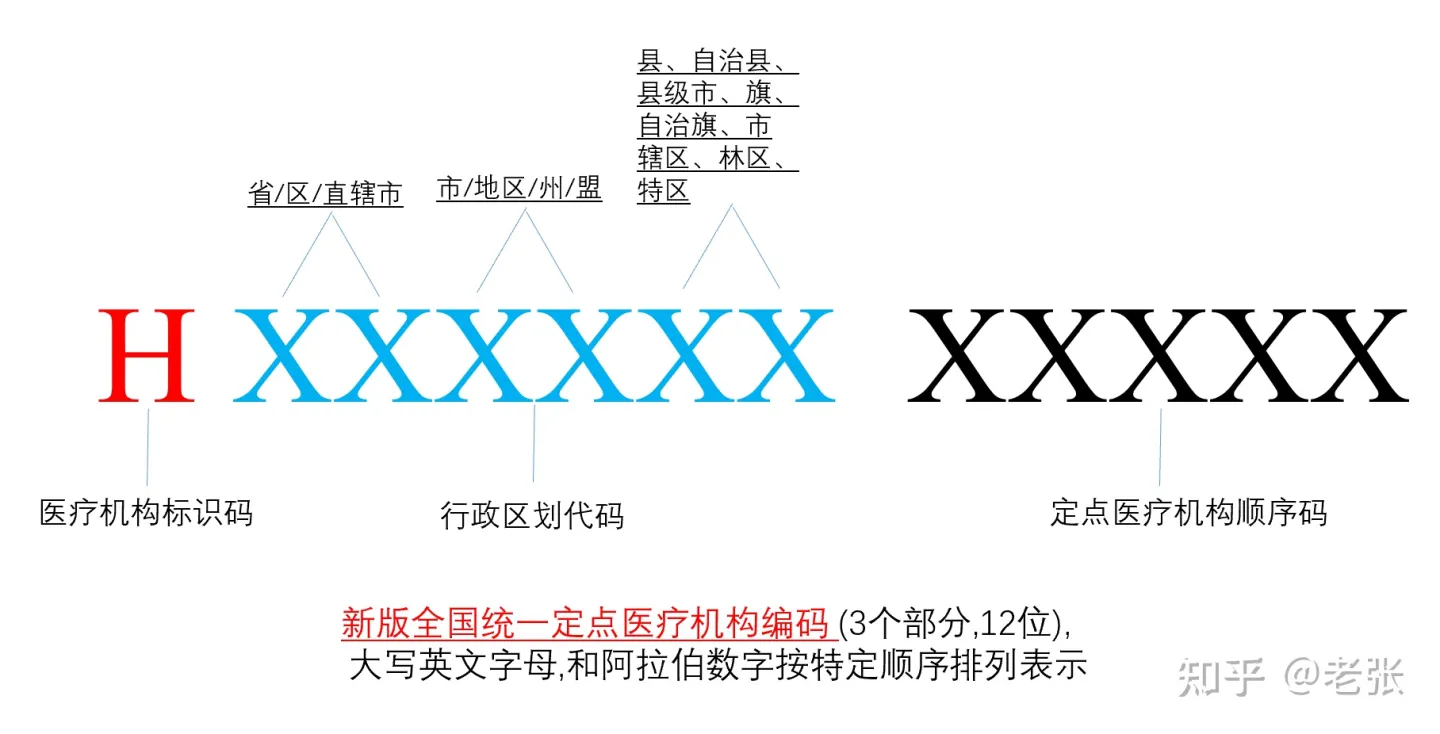 县、自治县、
县级市、旗、
自治旗、市
辖区、林区、
特区
省/区/直辖市
市/地区/州/盟
H XXXXXX XXXXX
医疗机构标识码
行政区划代码
定点医疗机构顺序码
新版全国统一定点医疗机构编码 (3个部分,12位),
大写英文字母,和阿拉伯数字按特定顺序排列表示
知乎 @老张